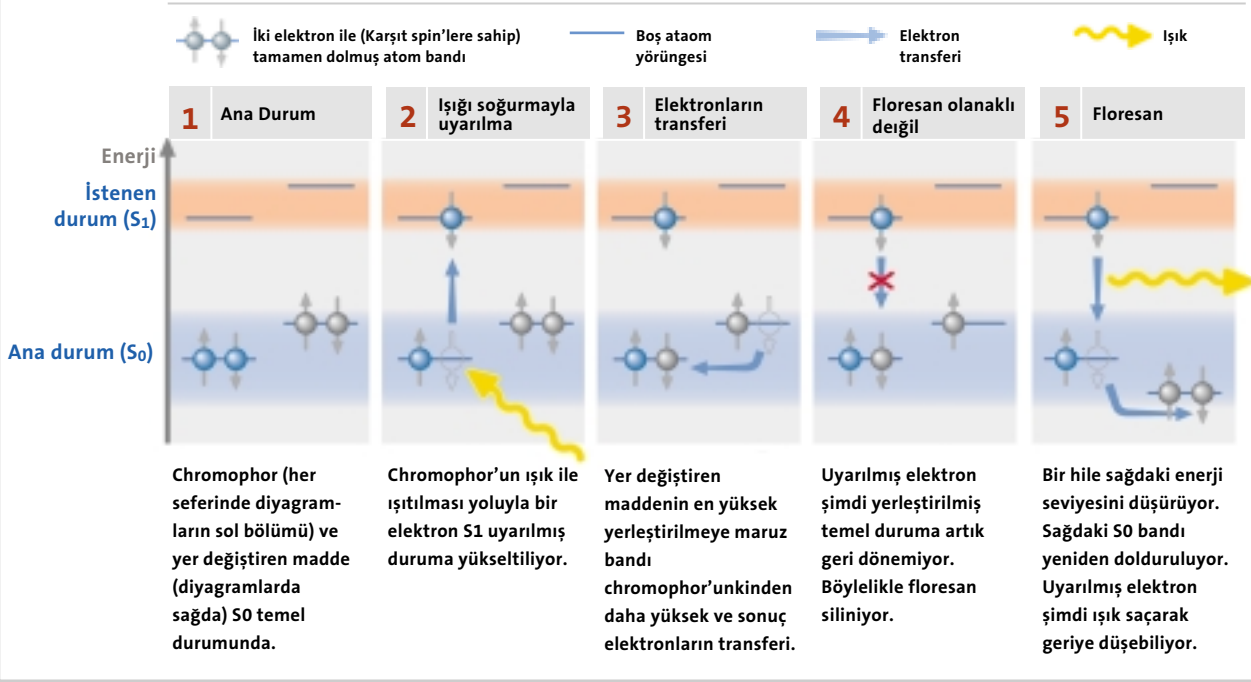 İki elektron ile (Karşıt spin'lere sahip)
tamamen dolmuş atom bandı
Boş ataom
yörüngesi
Elektron
transferi
Işık
1 Ana Durum
2 Işığı soğurmayla
uyarılma
3 Elektronların
transferi
4 Floresan olanaklı
deığil
5 Floresan
Enerji
İstenen
durum (S1)
Ana durum (S0)
Chromophor (her
seferinde diyagram-
ların sol bölümü) ve
yer değiştiren madde
(diyagramlarda
sağda) S0 temel
durumunda.
Chromophor'un ışık ile
ışıtılması yoluyla bir
elektron S1 uyarılmış
duruma yükseltiliyor.
Yer değiştiren
maddenin en yüksek
yerleştirilmeye maruz
bandı
chromophor'unkinden
daha yüksek ve sonuç
elektronların transferi.
Uyarılmış elektron
şimdi yerleştirilmiş
temel duruma artık
geri dönemiyor.
Böylelikle floresan
siliniyor.
Bir hile sağdaki enerji
seviyesini düşürüyor.
Sağdaki S0 bandı
yeniden dolduruluyor.
Uyarılmış elektron
şimdi ışık saçarak
geriye düşebiliyor.